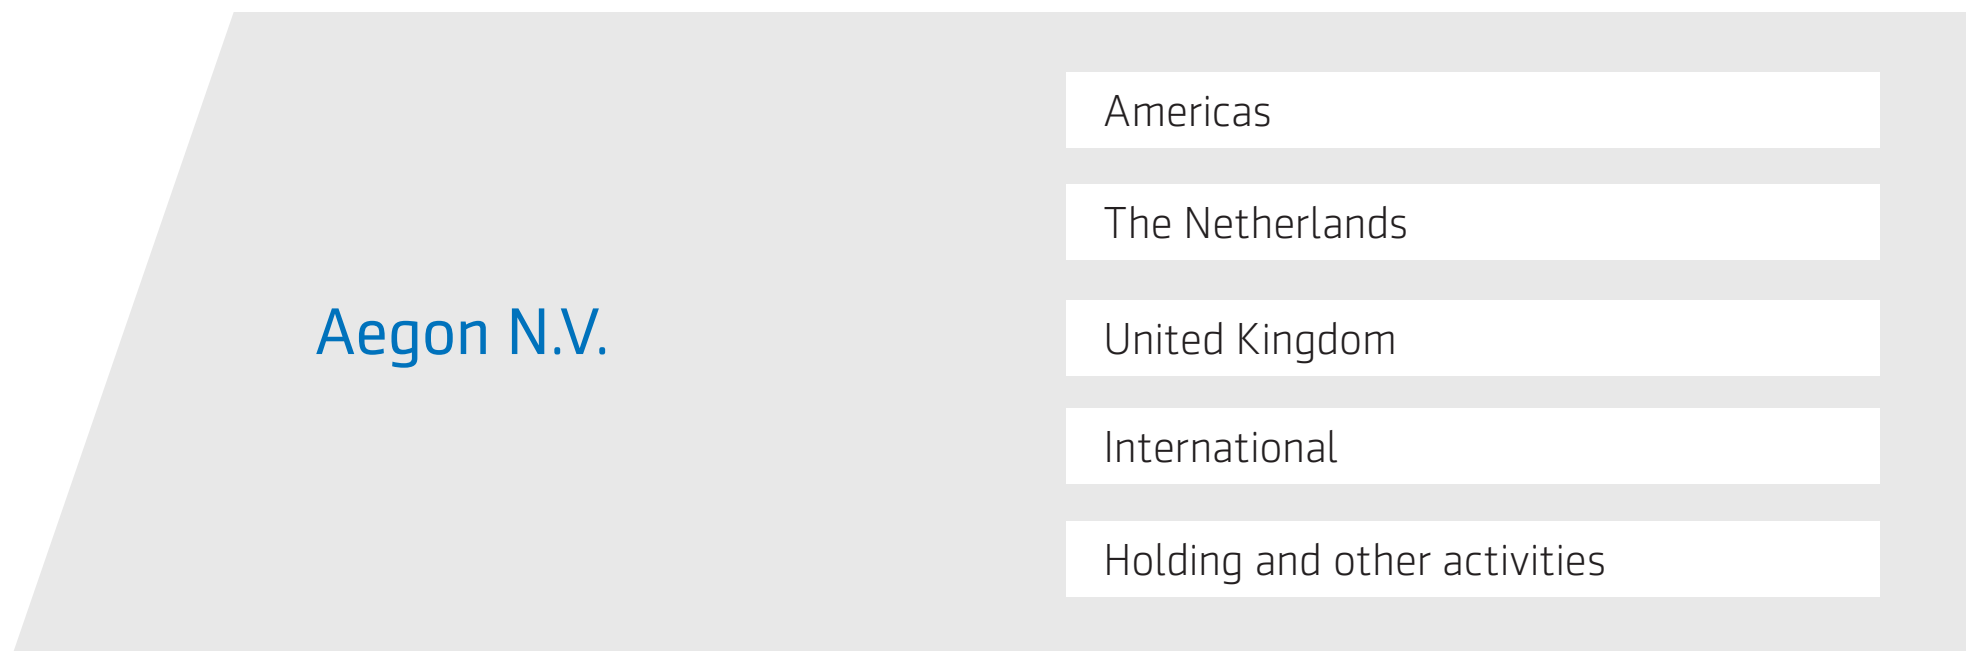 Aegon N.V.
Americas
The Netherlands
United Kingdom
International
Holding and other activities